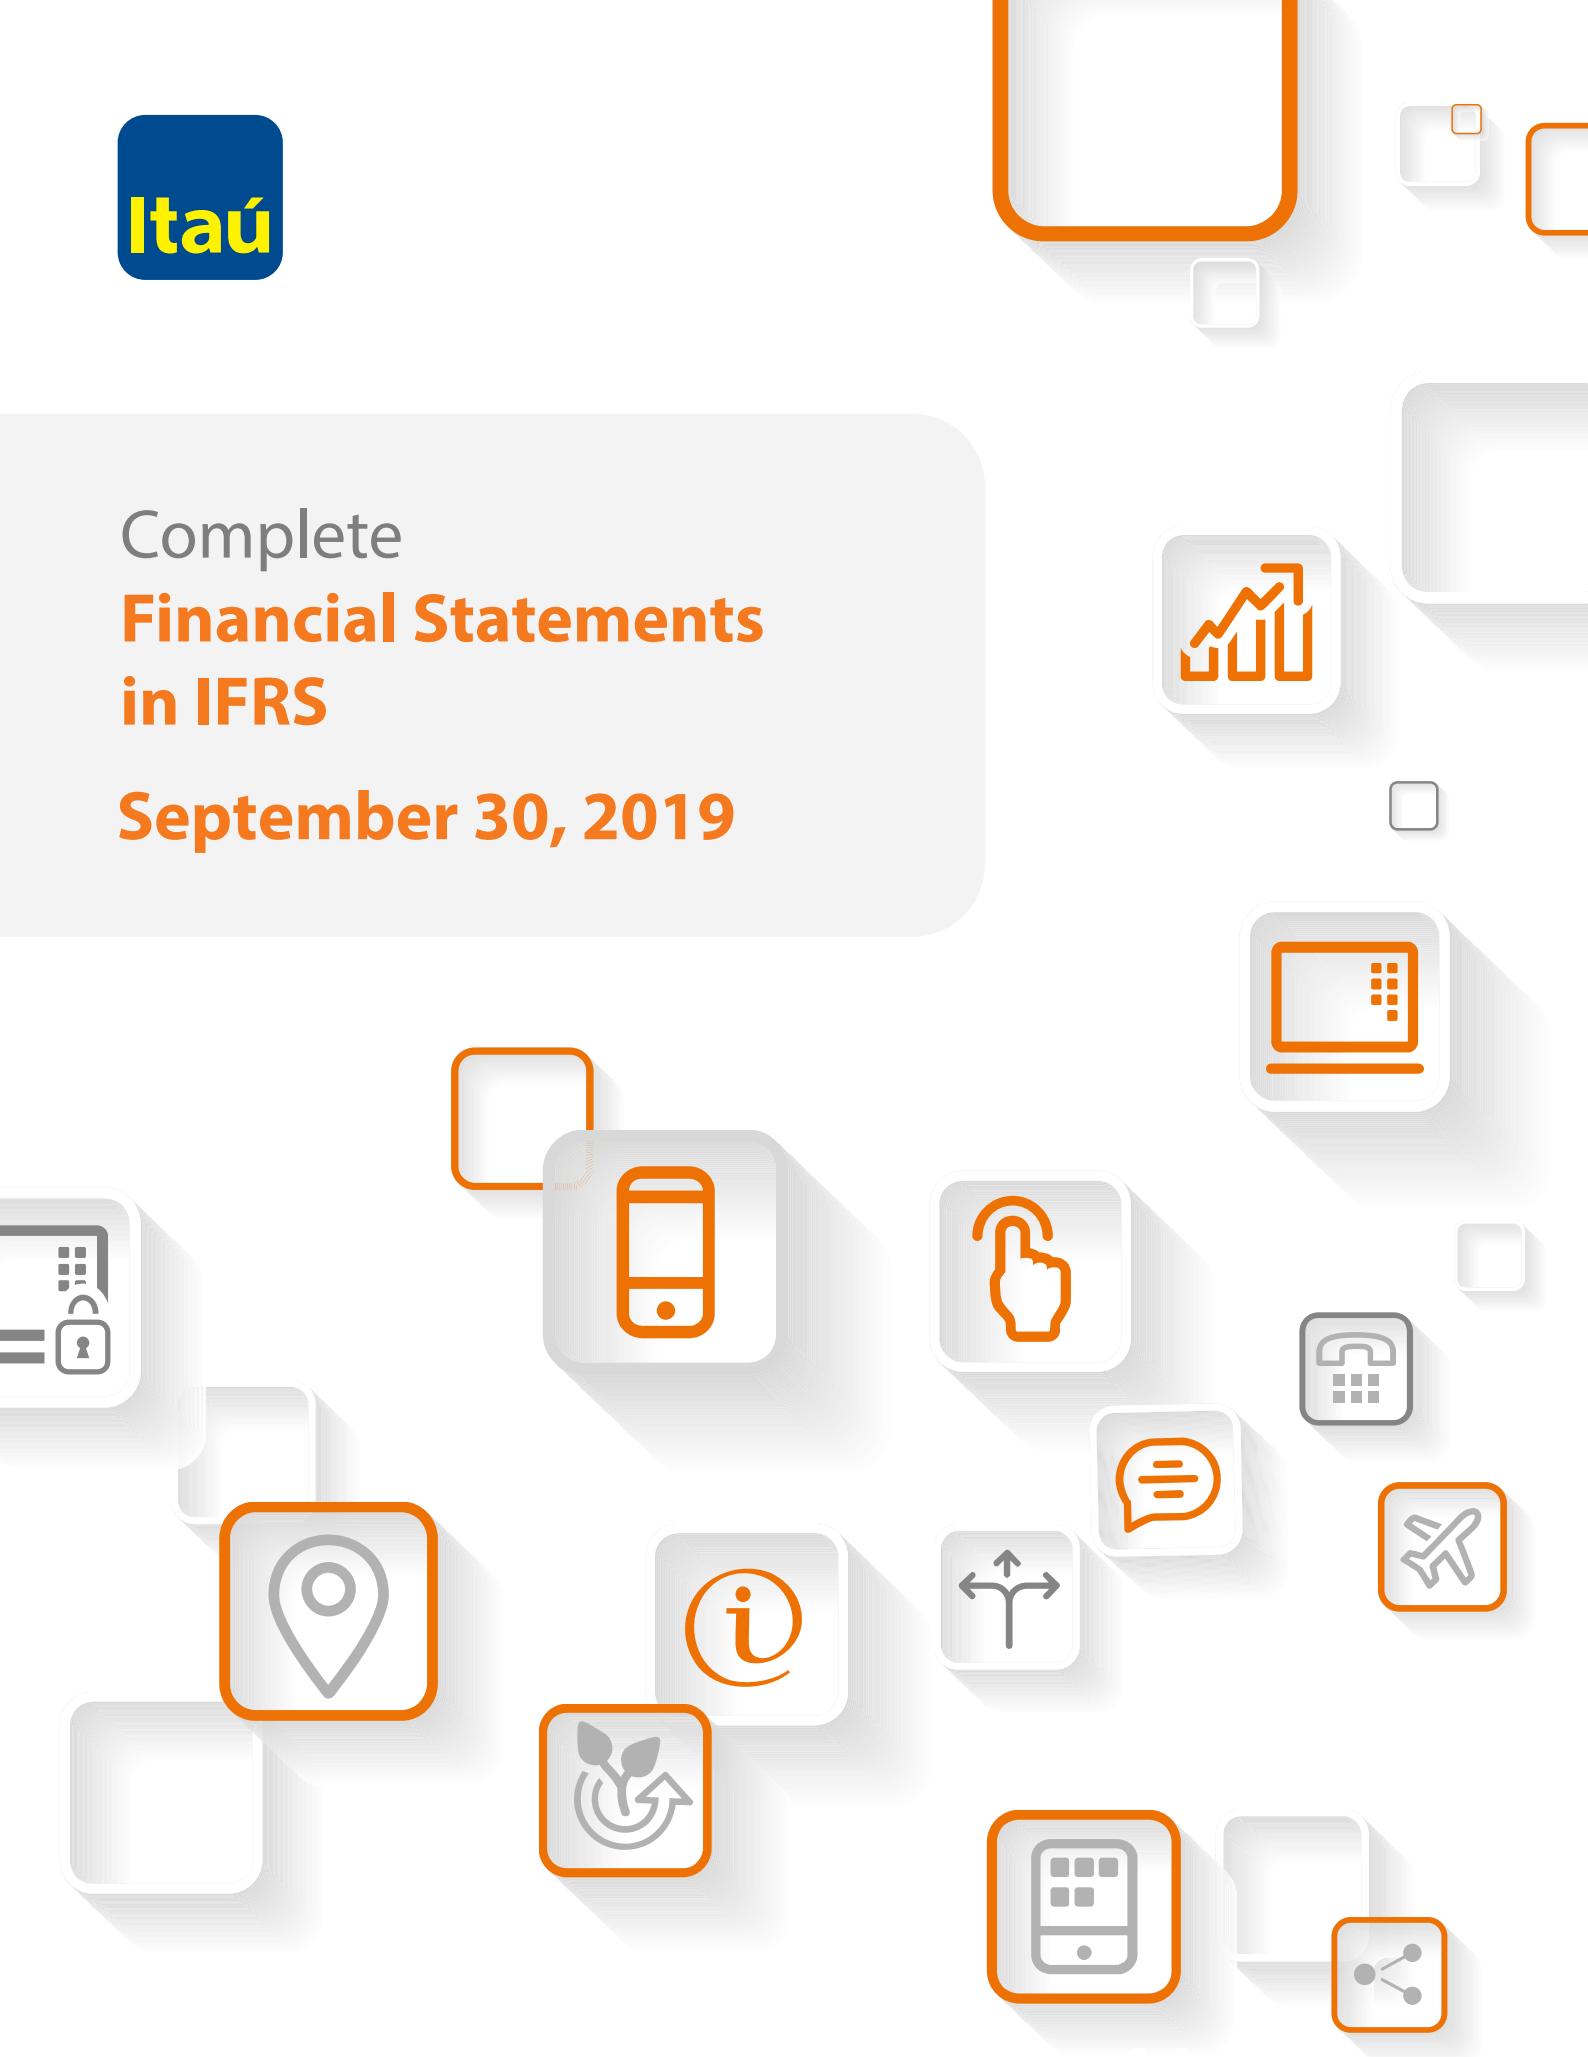 Itaú
Complete
Financial Statements
in IFRS
September 30, 2019